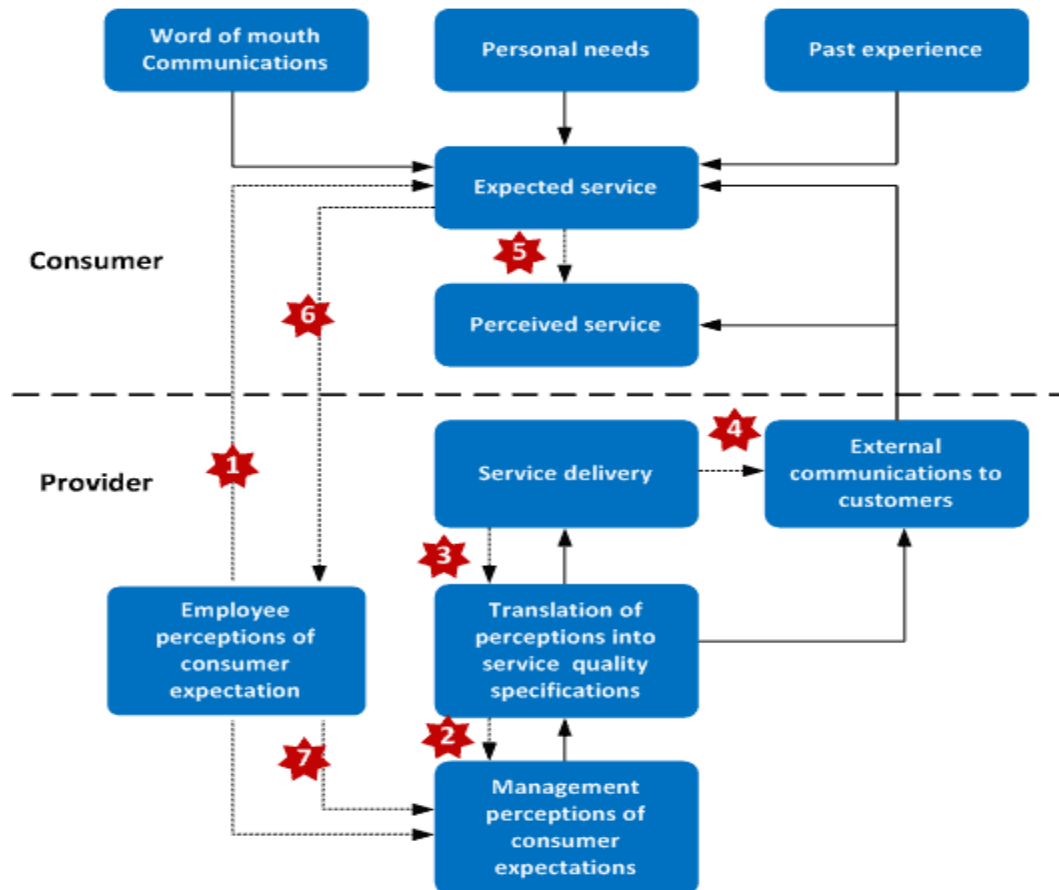 Word of mouth
Communications
Personal needs
Past experience
Expected service
5
Consumer
6
Perceived service
4
1
Provider
Service delivery
External
communications to
customers
3
Employee
perceptions of
consumer
expectation
Translation of
perceptions into
service quality
specifications
2
7
Management
perceptions of
consumer
expectations